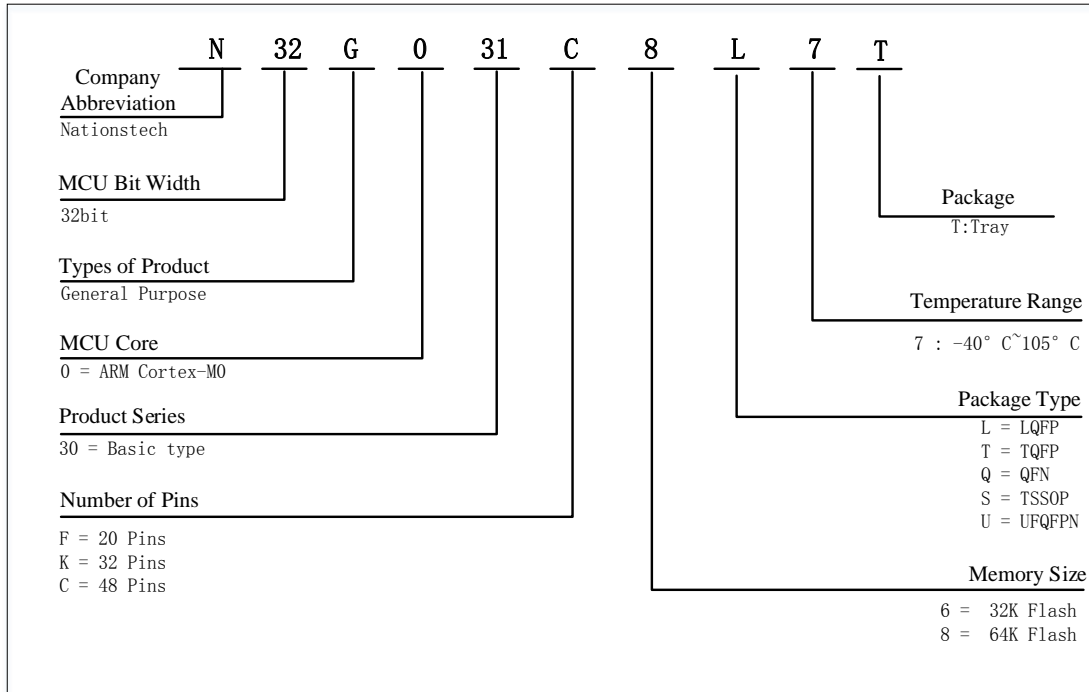 N 32 G 0 31 C 8 L 7 T
Company
Abbreviation
Nationstech
MCU Bit Width
32bit
Types of Product
General Purpose
MCU Core
0 = ARM Cortex-M0
Product Series
30 = Basic type
Number of Pins
F = 20 Pins
K = 32 Pins
C = 48 Pins
Package
T:Tray
Temperature Range
7 : -40° C~105° C
Package Type
L = LQFP
T = TQFP
Q = QFN
S = TSSOP
U = UFQFPN
Memory Size
6 = 32K Flash
8 = 64K Flash